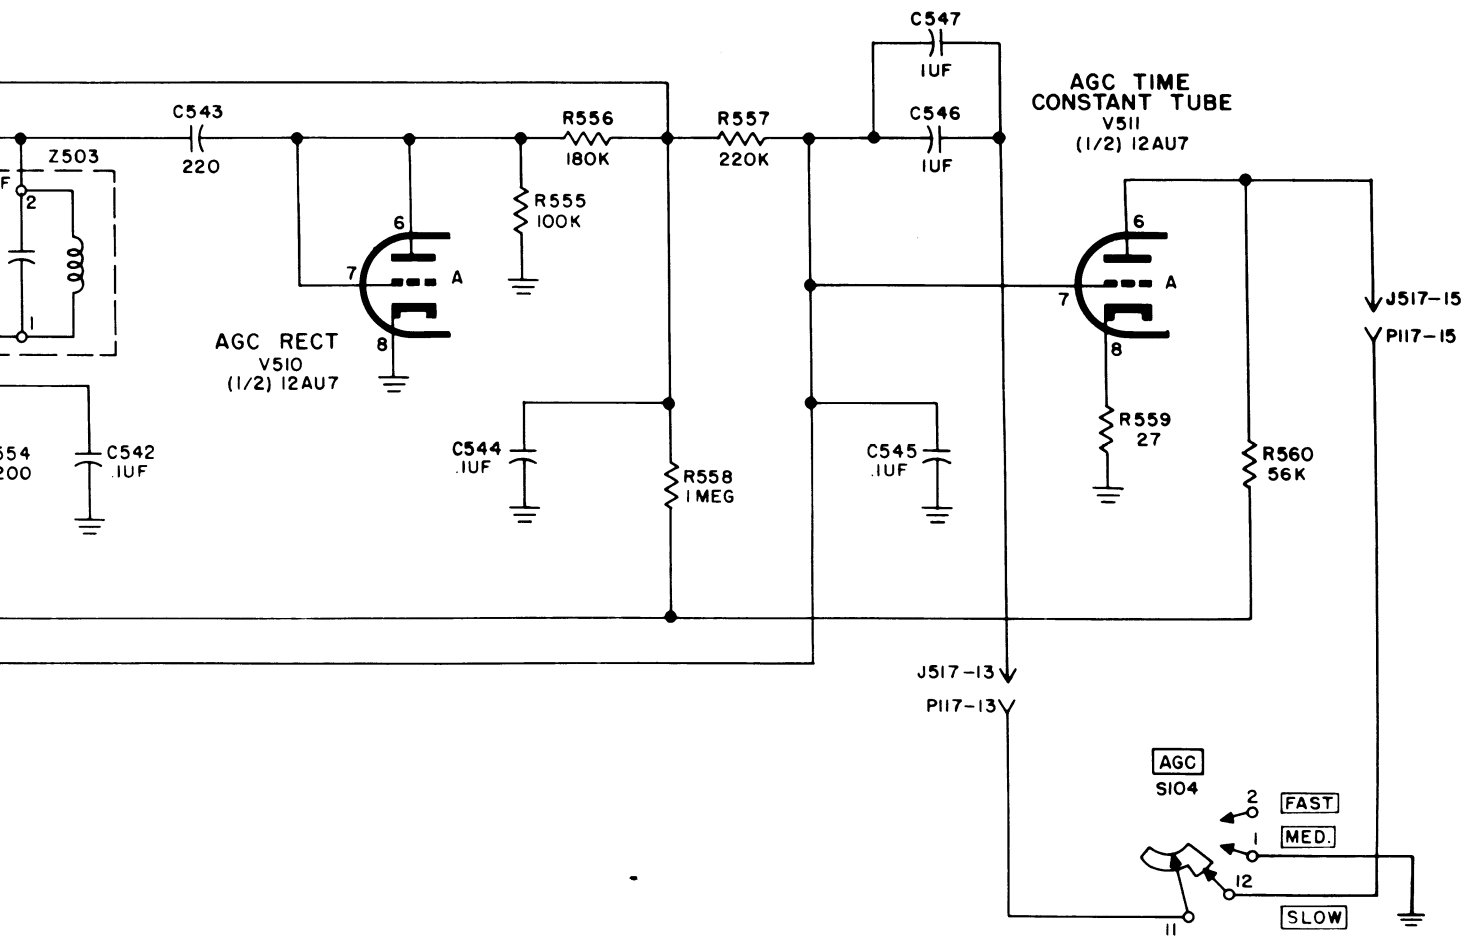 C547
1UF
AGC TIME
CONSTANT TUBE
V511
(1/2) 12AU7
C543
220
R556
180K
R557
220K
C546
1UF
Z503
F
2
1
R555
100K
6
7
A
8
AGC RECT
V510
(1/2) 12AU7
6
7
A
8
J517-15
P117-15
554
200
C542
.1UF
C544
.1UF
R558
1 MEG
C545
.1UF
R559
27
R560
56K
J517-13
P117-13
AGC
S104
2
FAST
1
MED.
12
SLOW
11